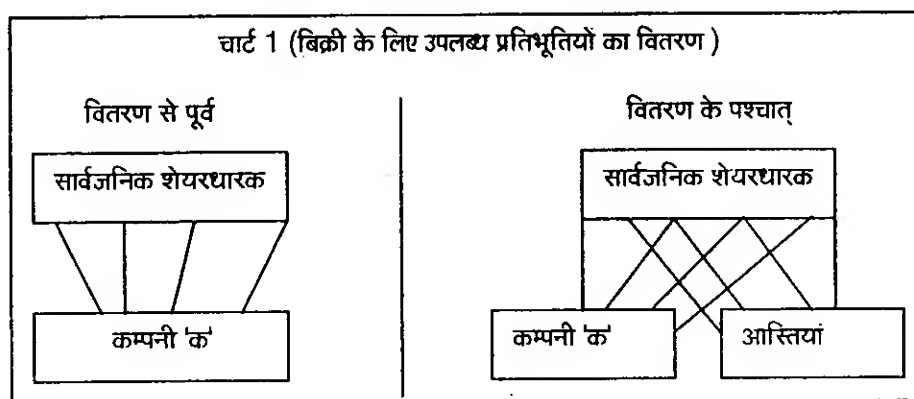 चार्ट 1 (बिक्री के लिए उपलब्ध प्रतिभूतियों का वितरण )
वितरण से पूर्व
वितरण के पश्चात्
सार्वजनिक शेयरधारक
सार्वजनिक शेयरधारक
कम्पनी 'क'
कम्पनी 'क'
आस्तियां